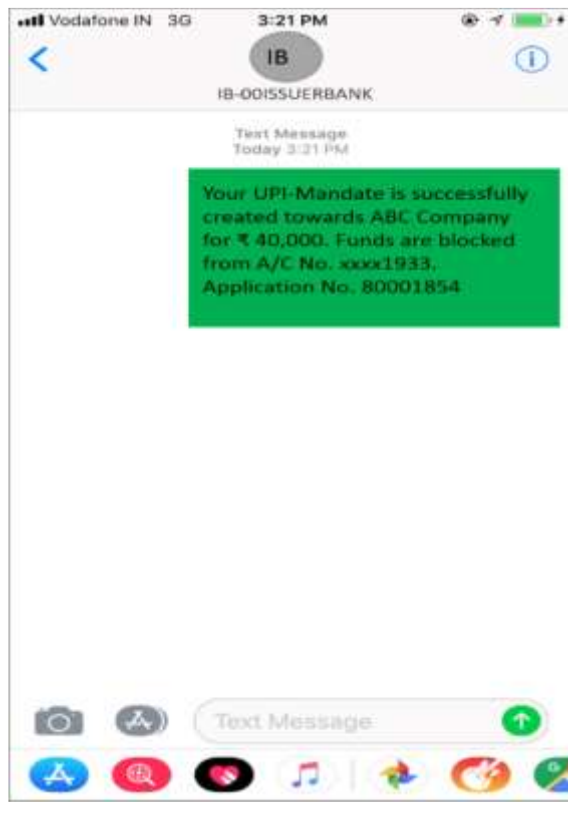 Vodafone IN 3G 3:21 PM
IB
IB-00ISSUERBANK
Text Message
Today 3:21 PM
Your UPI-Mandate is successfully
created towards ABC Company
for ₹ 40,000. Funds are blocked
from A/C No. xxxx1933.
Application No. 80001854
Text Message